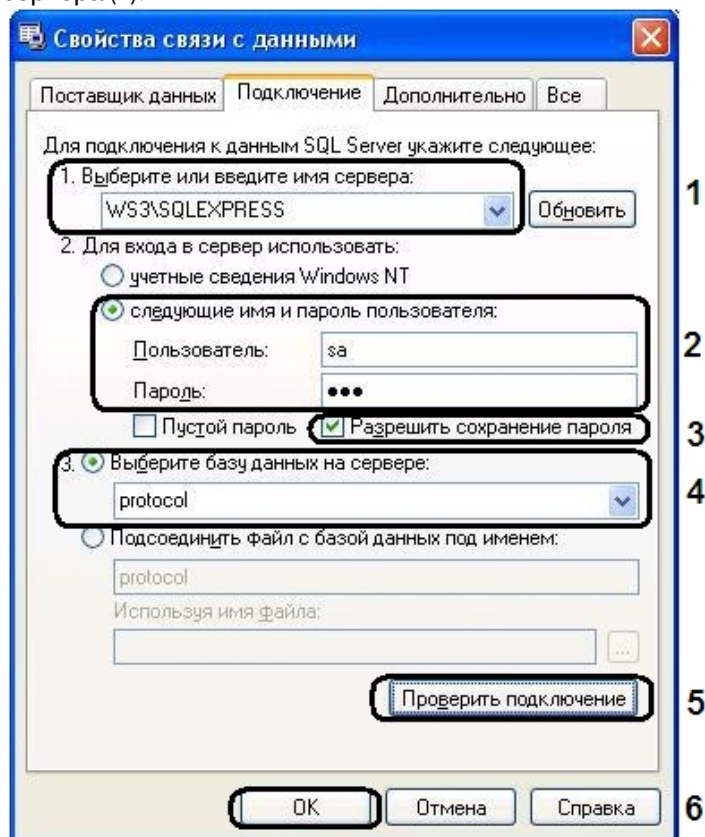 Свойства связи с данными
Поставщик данных Подключение Дополнительно Все
Для подключения к данным SQL Server укажите следующее:
1. Выберите или введите имя сервера:
1
WS3\SQLEXPRESS Обновить
2. Для входа в сервер использовать:
учетные сведения Windows NT
следующие имя и пароль пользователя:
Пользователь: sa
2
Пароль: ●●●
Пустой пароль Разрешить сохранение пароля
3
3. Выберите базу данных на сервере:
protocol
4
Подсоединить файл с базой данных под именем:
protocol
Используя имя файла:
...
Проверить подключение
5
OK Отмена Справка
6